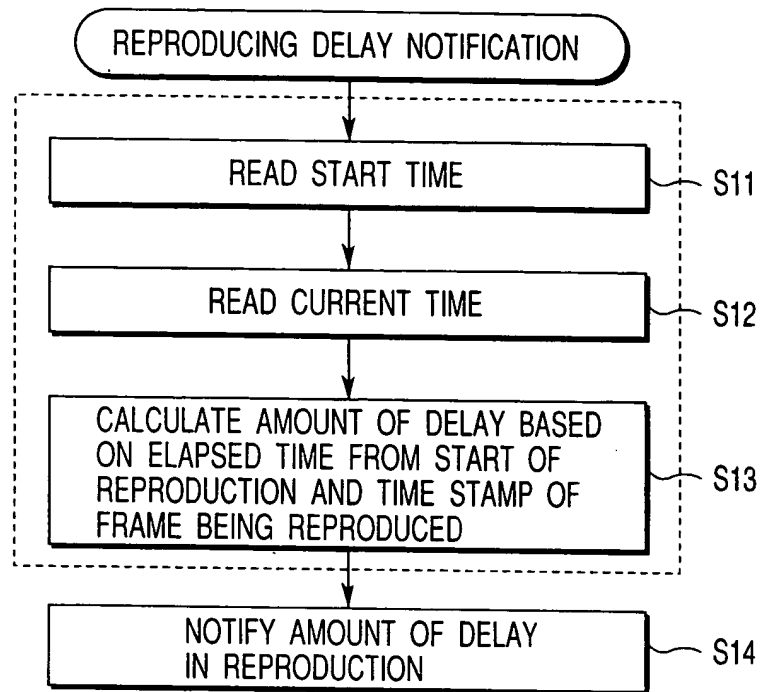 REPRODUCING DELAY NOTIFICATION
READ START TIME
S11
READ CURRENT TIME
S12
CALCULATE AMOUNT OF DELAY BASED
ON ELAPSED TIME FROM START OF
REPRODUCTION AND TIME STAMP OF
FRAME BEING REPRODUCED
S13
NOTIFY AMOUNT OF DELAY
IN REPRODUCTION
S14